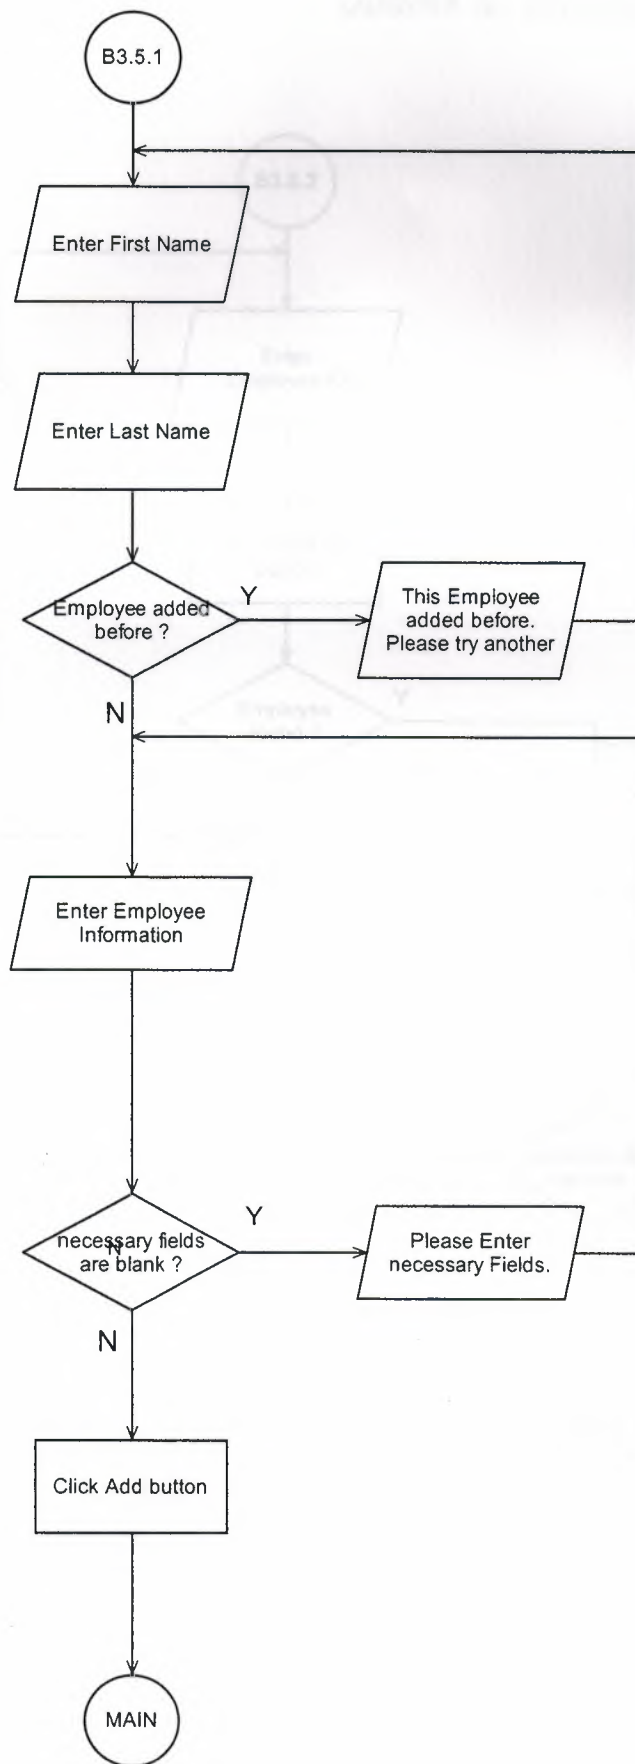 B3.5.1
Enter First Name
Enter Last Name
Employee added
before ?
Y
This Employee
added before.
Please try another
N
Enter Employee
Information
necessary fields
N
are blank ?
Y
Please Enter
necessary Fields.
N
Click Add button
MAIN